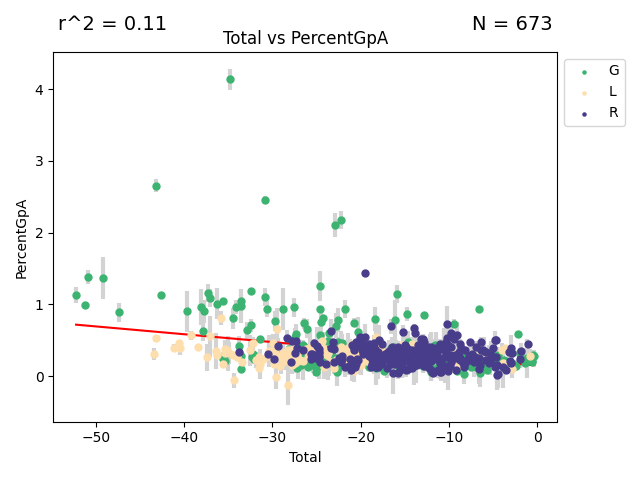 r^2 = 0.11
N = 673
Total vs PercentGpA
G
L
R
4
3
2
1
0
PercentGpA
−50
−40
−30
−20
−10
0
Total